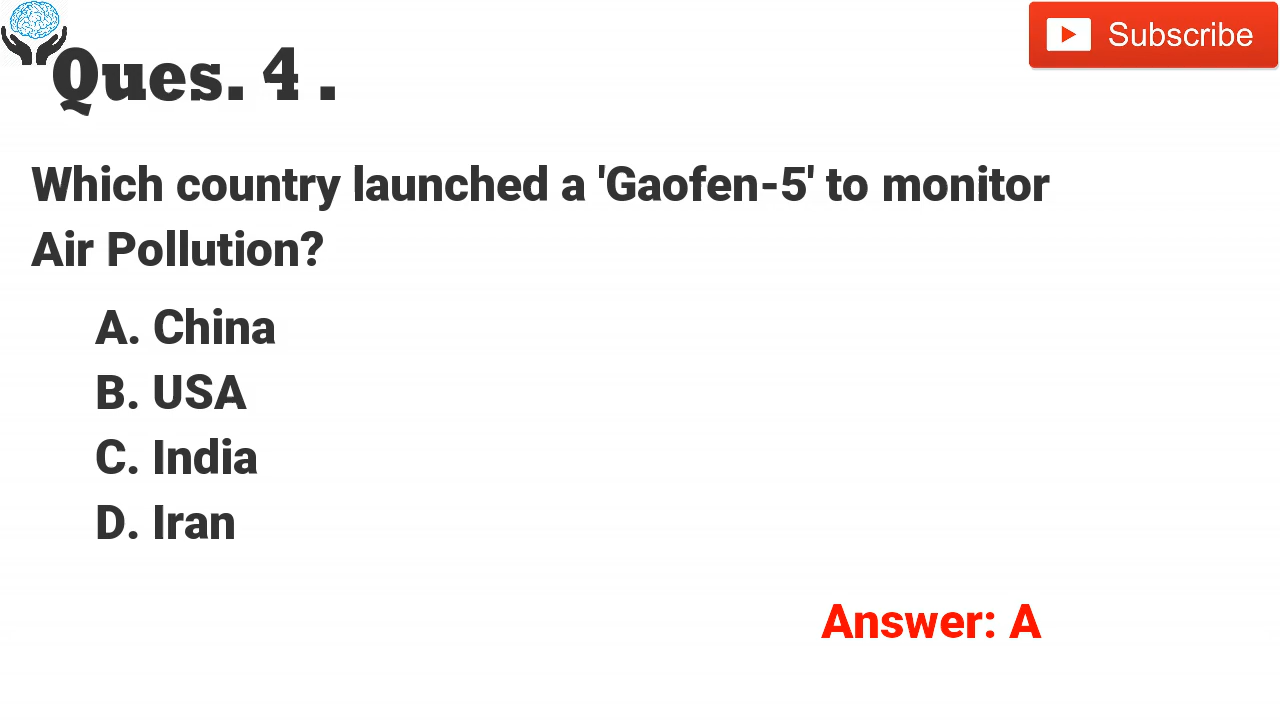 Subscribe
Ques. 4 .
Which country launched a 'Gaofen-5' to monitor
Air Pollution?
A. China
B. USA
C. India
D. Iran
Answer: A